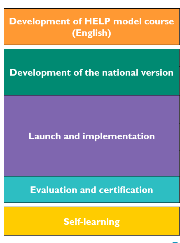 Development of HELP model course
(English)
Development of the national version
Launch and implementation
Evaluation and certification
Self-learning